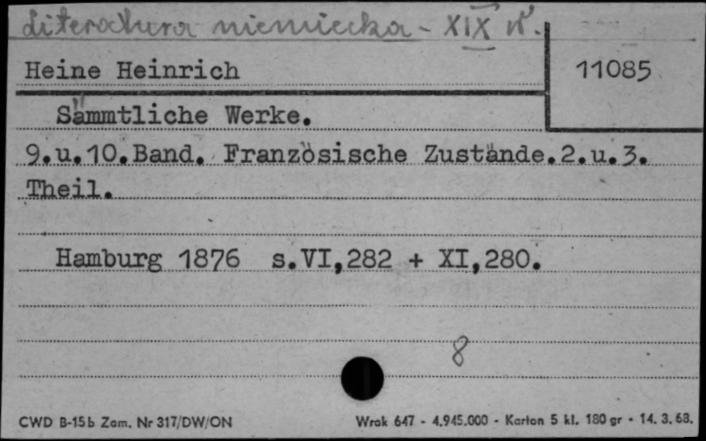 Literatura niemiecka - XIX w.
Heine Heinrich
11085
Sämmtliche Werke.
9.u.10.Band. Französische Zustände.2.u.3.
Theil.
Hamburg 1876 s.VI,282 + XI,280.
8
CWD B-15b Zam. Nr 317/DW/ON
Wrak 647 - 4.945.000 - Karton 5 kl. 180 gr - 14.3.68.